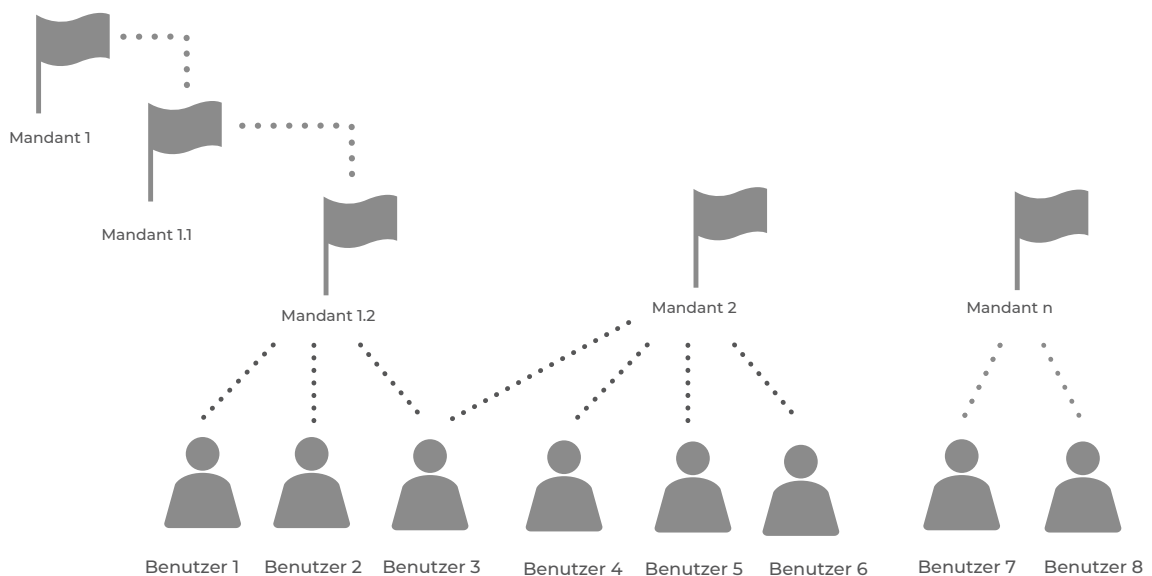 Mandant 1
Mandant 1.1
Mandant 1.2
Mandant 2
Mandant n
Benutzer 1
Benutzer 2
Benutzer 3
Benutzer 4
Benutzer 5
Benutzer 6
Benutzer 7
Benutzer 8